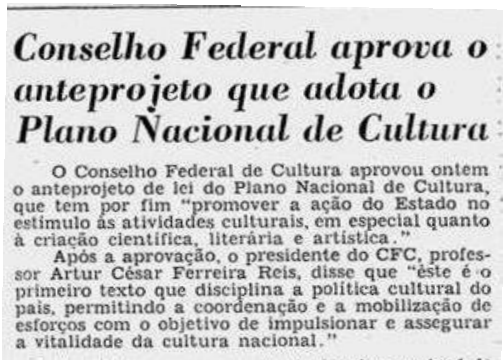 Conselho Federal aprova o
anteprojeto que adota o
Plano Nacional de Cultura
O Conselho Federal de Cultura aprovou ontem
o anteprojeto de lei do Plano Nacional de Cultura,
que tem por fim "promover a ação do Estado no
estímulo às atividades culturais, em especial quanto
à criação científica, literária e artística."
Após a aprovação, o presidente do CFC, profes-
sor Artur César Ferreira Reis, disse que "êste é o
primeiro texto que disciplina a política cultural do
país, permitindo a coordenação e a mobilização de
esforços com o objetivo de impulsionar e assegurar
a vitalidade da cultura nacional."